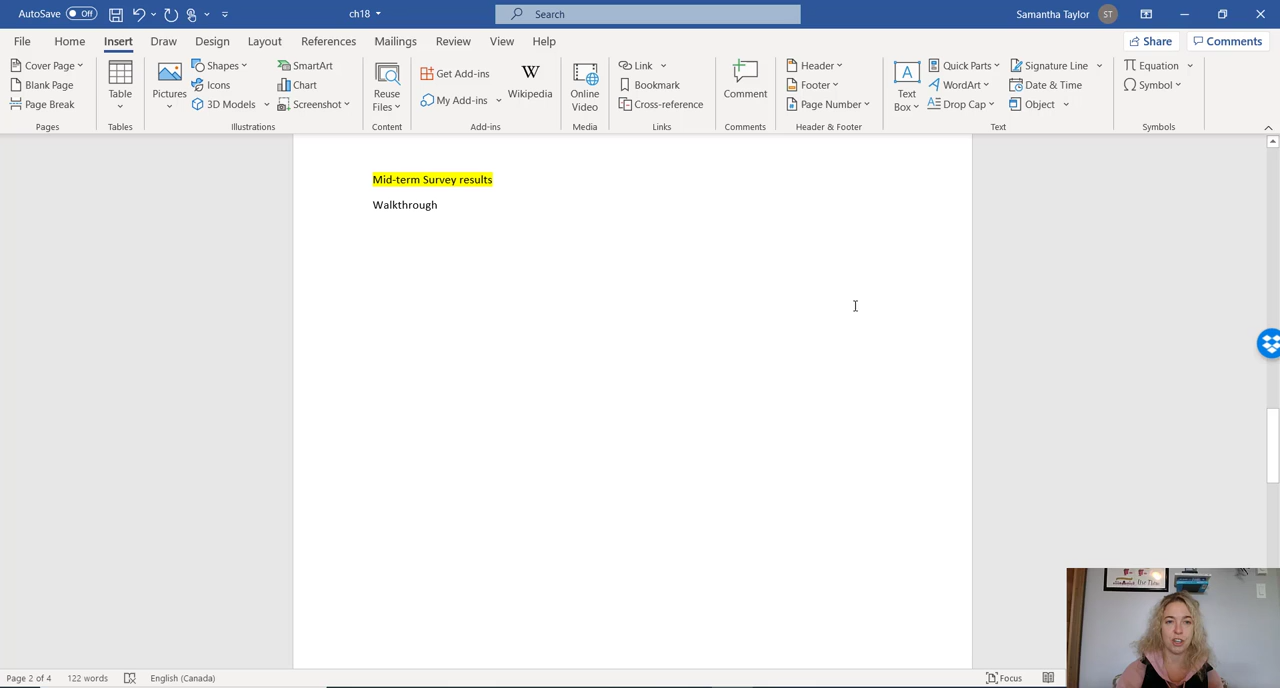 AutoSave Off ch18 Search Samantha Taylor ST
File Home Insert Draw Design Layout References Mailings Review View Help Share Comments
Cover Page
Blank Page
Page Break
Pages
Table
Tables
Pictures
Shapes
Icons
3D Models
SmartArt
Chart
Screenshot
Illustrations
Reuse
Files
Content
Get Add-ins
My Add-ins
W
Wikipedia
Add-ins
Online
Video
Media
Link
Bookmark
Cross-reference
Links
Comment
Comments
Header
Footer
Page Number
Header & Footer
A
Text
Box
Quick Parts
WordArt
Drop Cap
Signature Line
Date & Time
Object
Text
Equation
Symbol
Symbols
Mid-term Survey results
Walkthrough
Page 2 of 4 122 words English (Canada) Focus